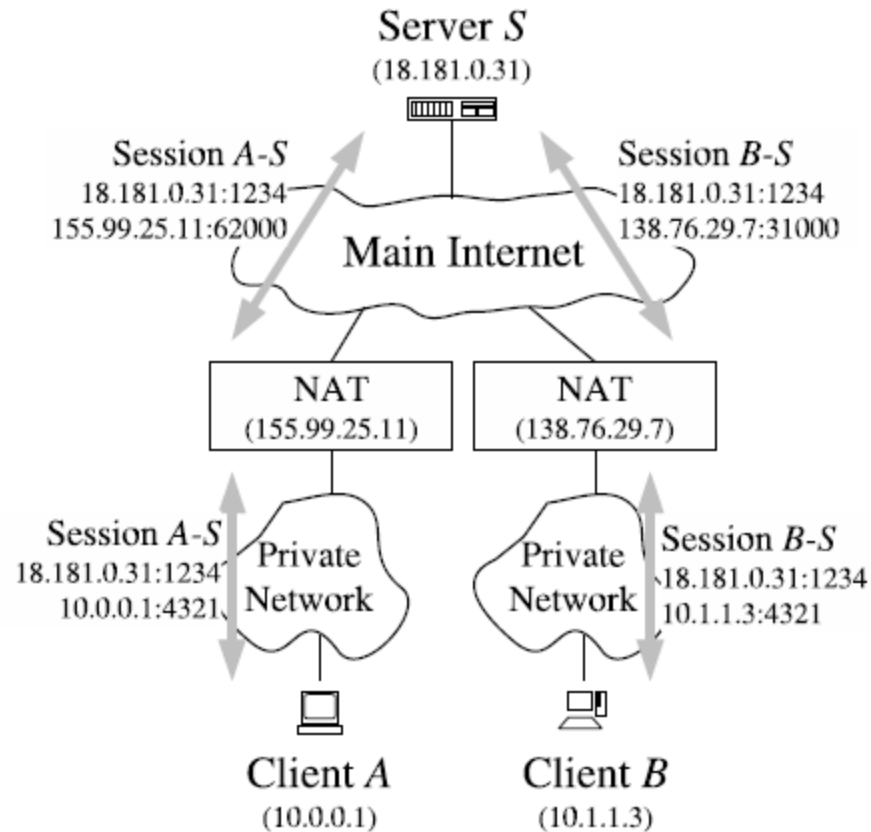 Server S
(18.181.0.31)
Session A-S
18.181.0.31:1234
155.99.25.11:62000
Session B-S
18.181.0.31:1234
138.76.29.7:31000
Main Internet
NAT
(155.99.25.11)
NAT
(138.76.29.7)
Session A-S
18.181.0.31:1234
10.0.0.1:4321
Private
Network
Private
Network
Session B-S
18.181.0.31:1234
10.1.1.3:4321
Client A
(10.0.0.1)
Client B
(10.1.1.3)